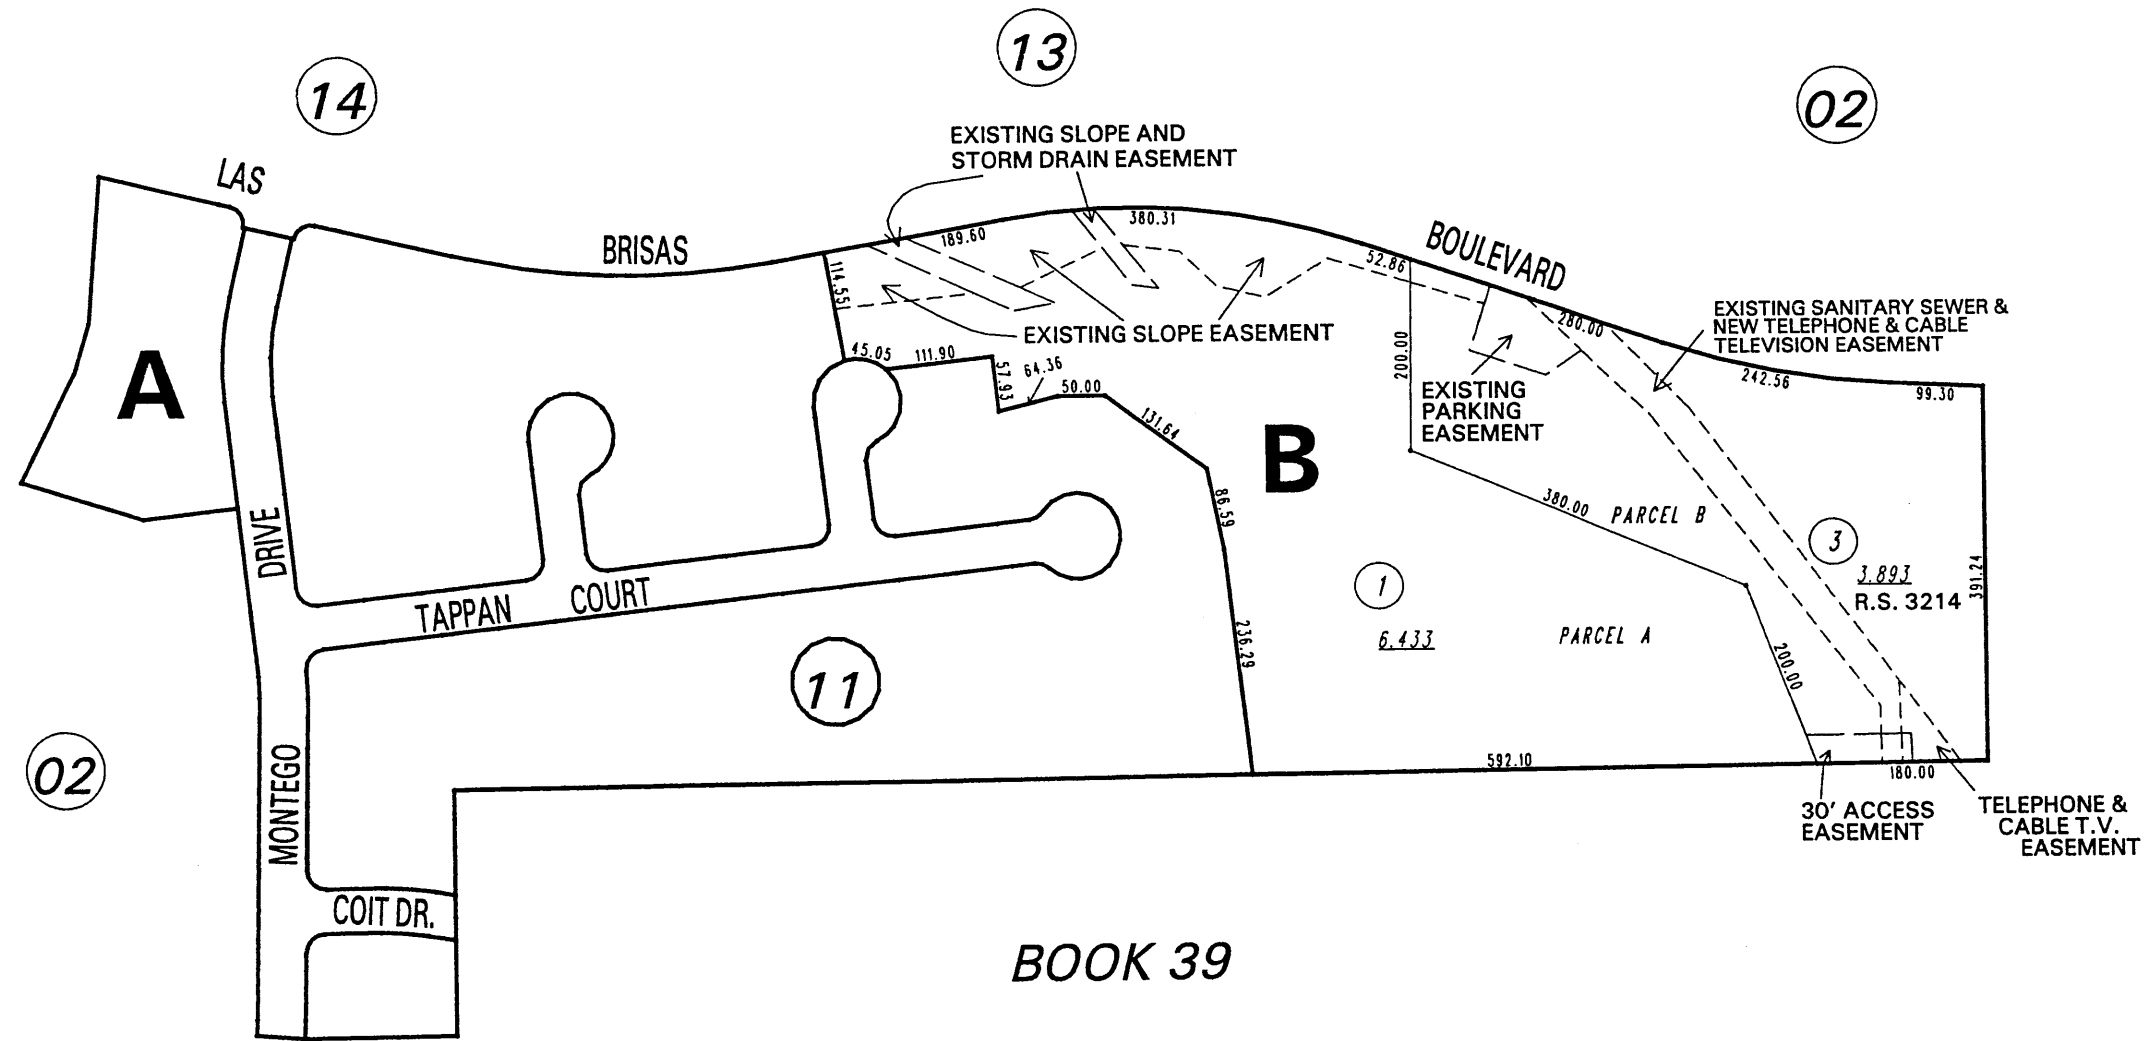 13
14
02
EXISTING SLOPE AND
STORM DRAIN EASEMENT
LAS
BRISAS
BOULEVARD
189.60
380.31
52.86
114.55
EXISTING SLOPE EASEMENT
280.00
EXISTING SANITARY SEWER &
NEW TELEPHONE & CABLE
TELEVISION EASEMENT
45.05
111.90
57.93
64.36
50.00
200.00
242.56
99.30
A
EXISTING
PARKING
EASEMENT
131.64
B
86.59
380.00
PARCEL B
3
3.893
R.S. 3214
391.24
DRIVE
TAPPAN
COURT
1
6.433
PARCEL A
236.29
200.00
11
02
MONTEGO
592.10
180.00
30' ACCESS
EASEMENT
TELEPHONE &
CABLE T.V.
EASEMENT
COIT DR.
BOOK 39